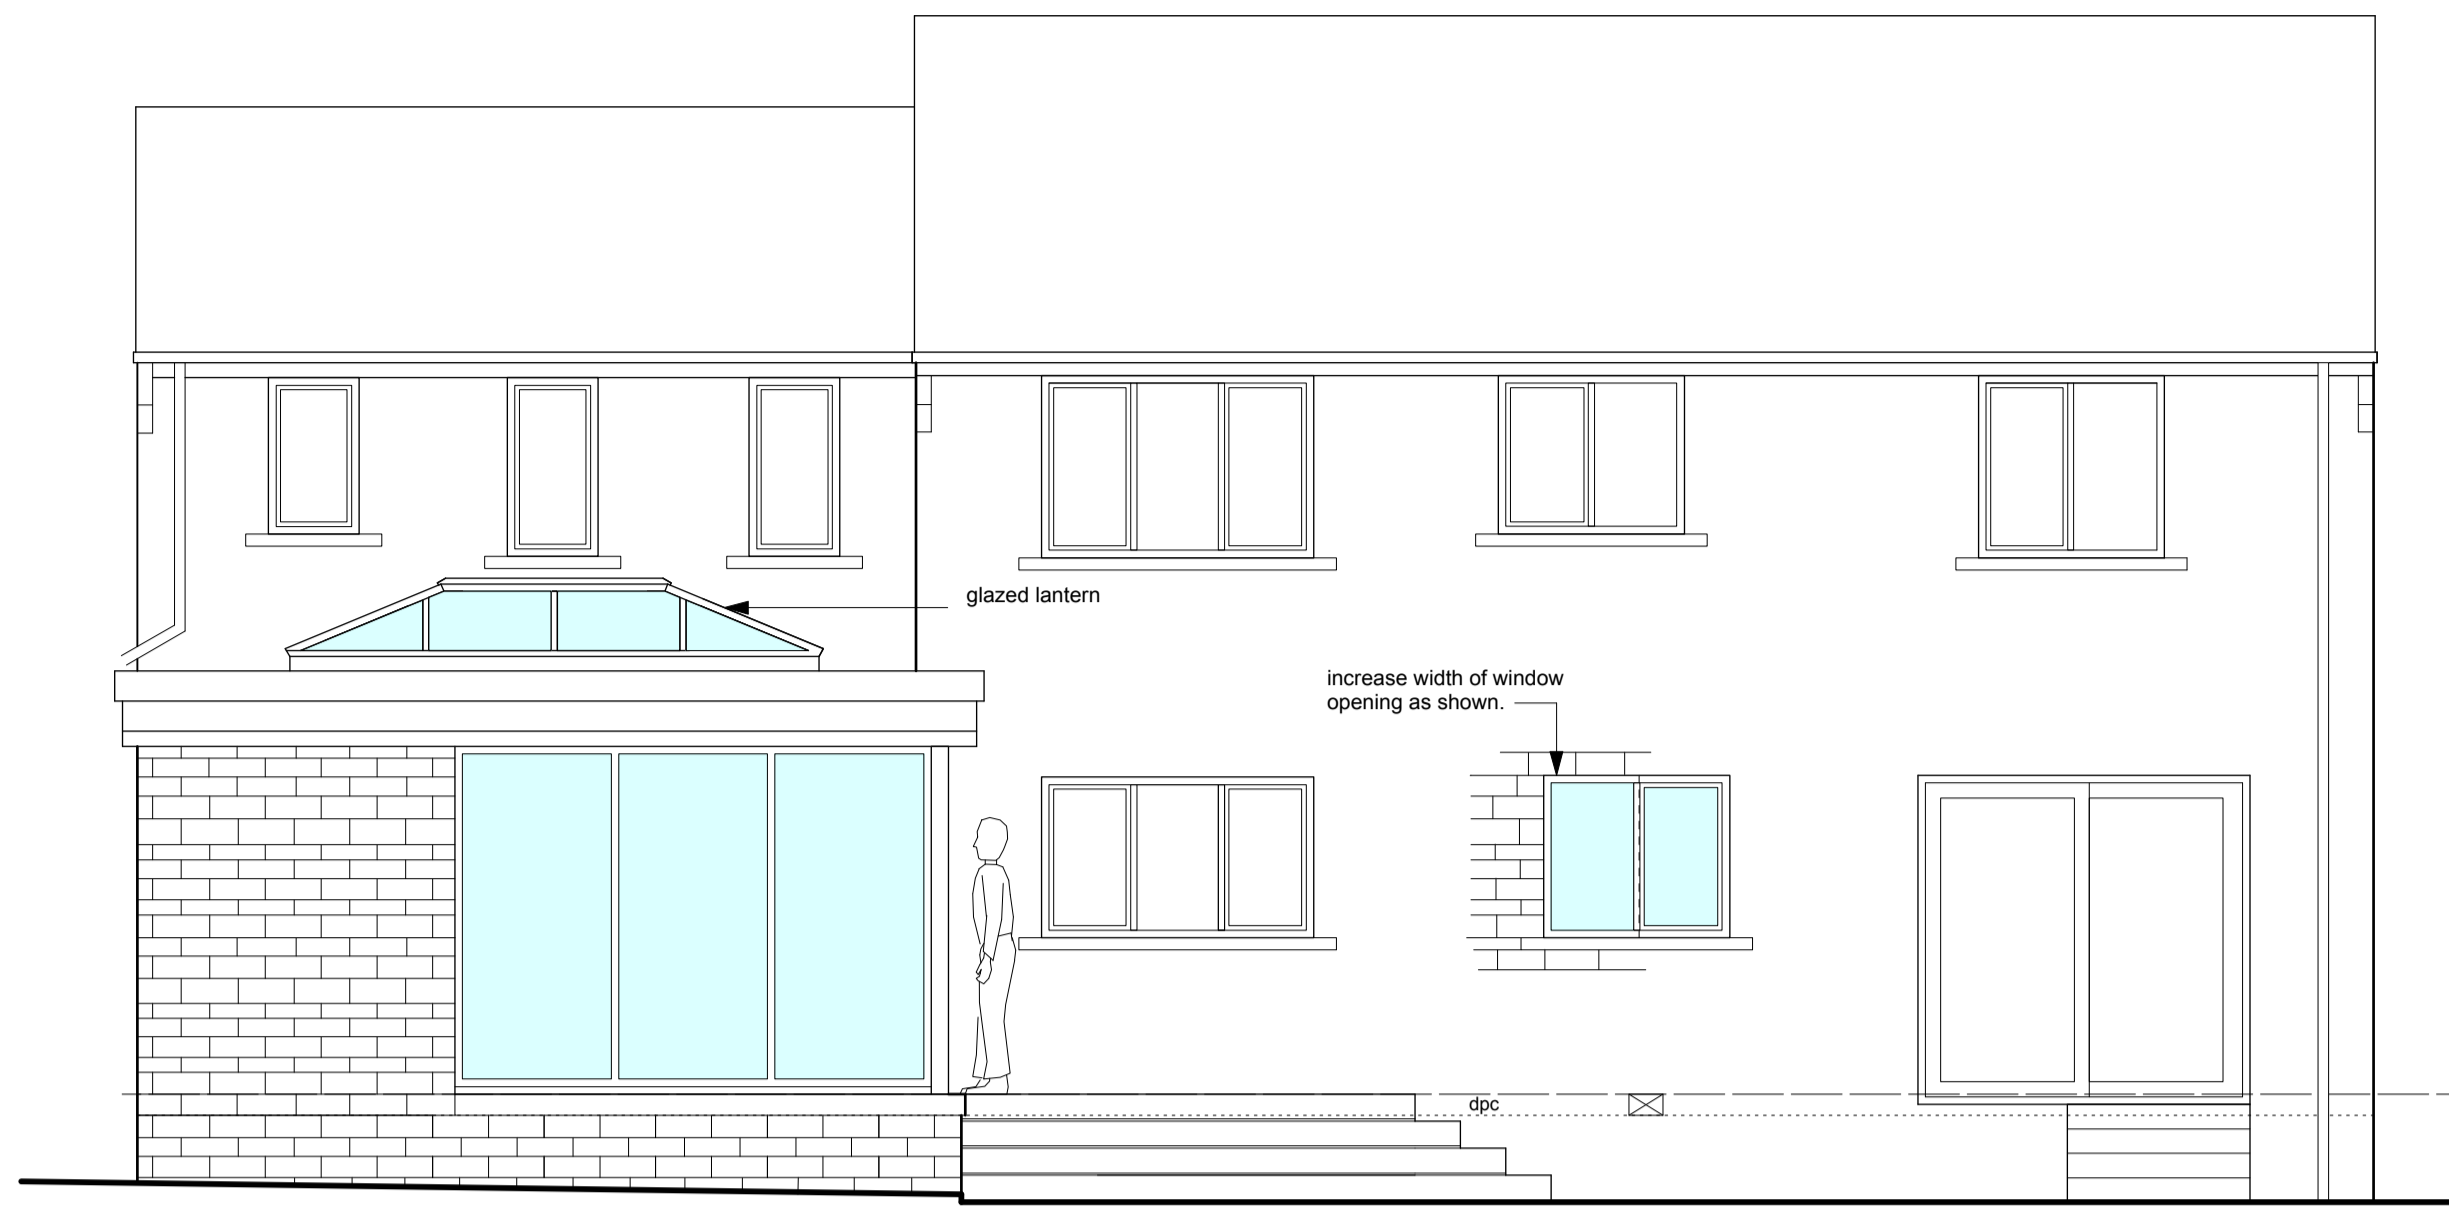 glazed lantern
increase width of window
opening as shown.
dpc